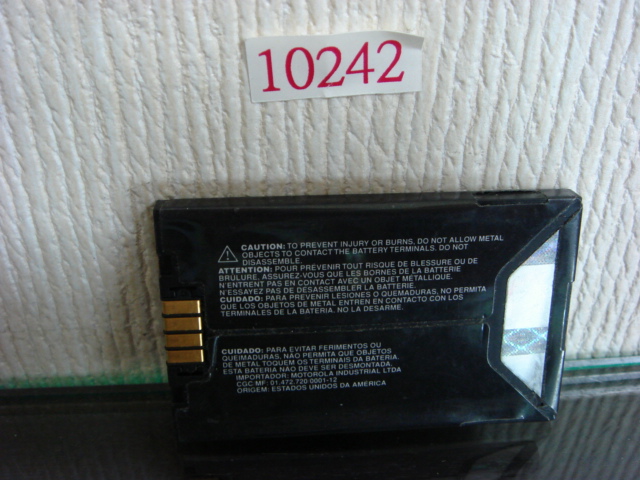 10242
CAUTION: TO PREVENT INJURY OR BURNS, DO NOT ALLOW METAL
OBJECTS TO CONTACT THE BATTERY TERMINALS. DO NOT
DISASSEMBLE.
ATTENTION: POUR PREVENIR TOUT RISQUE DE BLESSURE OU DE
BRULURE, ASSUREZ-VOUS QUE LES BORNES DE LA BATTERIE
N'ENTRENT PAS EN CONTACT AVEC UN OBJET METALLIQUE.
N'ESSAYEZ PAS DE DESASSEMBLER LA BATTERIE.
CUIDADO: PARA PREVENIR LESIONES O QUEMADURAS, NO PERMITA
QUE LOS OBJETOS DE METAL ENTREN EN CONTACTO CON LOS
TERMINALES DE LA BATERIA. NO LA DESARME.
CUIDADO: PARA EVITAR FERIMENTOS OU
QUEIMADURAS, NÃO PERMITA QUE OBJETOS
DE METAL TOQUEM OS TERMINAIS DA BATERIA.
ESTA BATERIA NÃO DEVE SER DESMONTADA.
IMPORTADOR: MOTOROLA INDUSTRIAL LTDA
CGC MF: 01.472.720.0001-12
ORIGEM: ESTADOS UNIDOS DA AMERICA